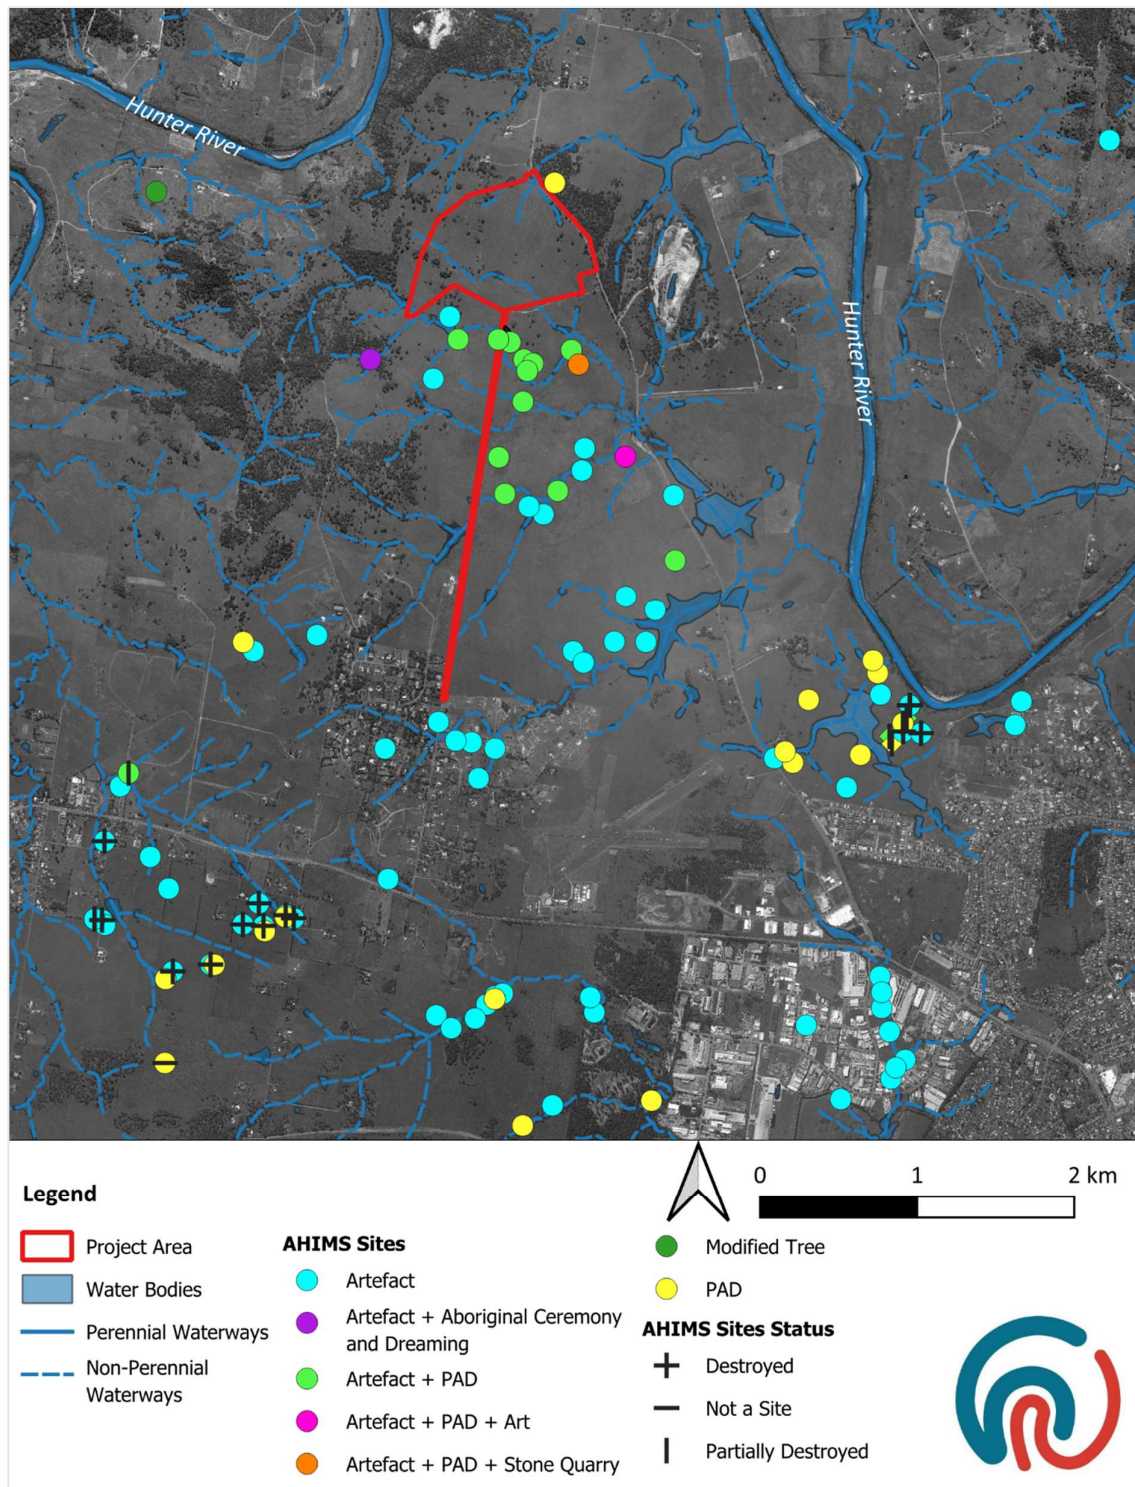 Hunter River
Hunter River
0 1 2 km
Legend
Project Area
Water Bodies
Perennial Waterways
Non-Perennial
Waterways
AHIMS Sites
Artefact
Artefact + Aboriginal Ceremony
and Dreaming
Artefact + PAD
Artefact + PAD + Art
Artefact + PAD + Stone Quarry
Modified Tree
PAD
AHIMS Sites Status
Destroyed
Not a Site
Partially Destroyed